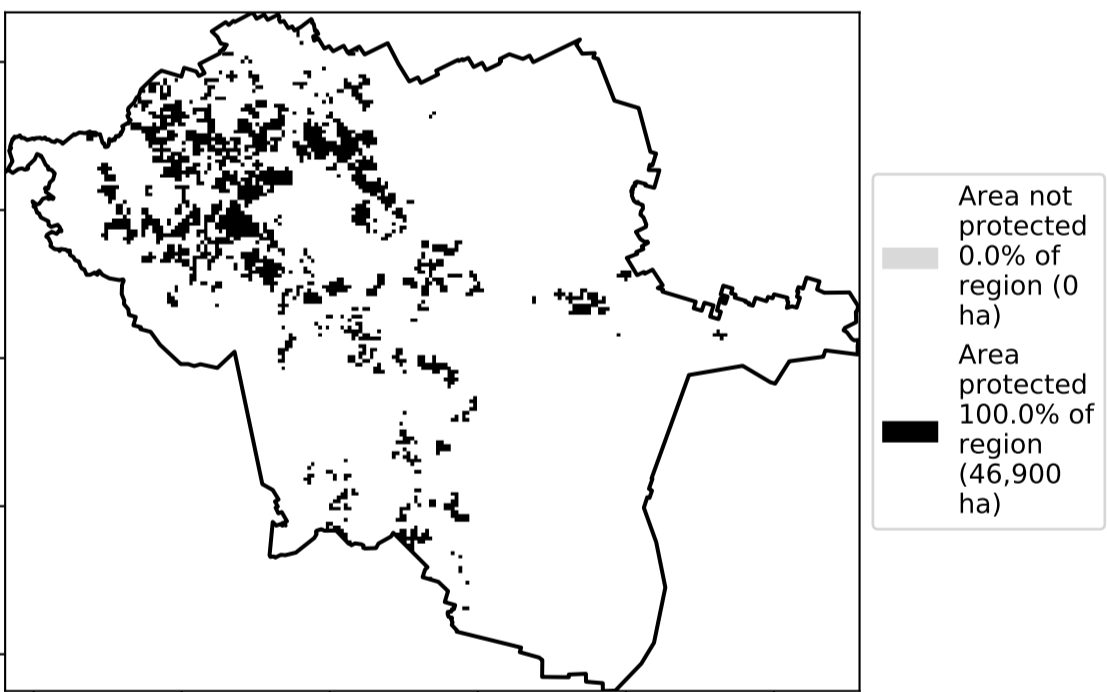 Area not
protected
0.0% of
region (0
ha)
Area
protected
100.0% of
region
(46,900
ha)